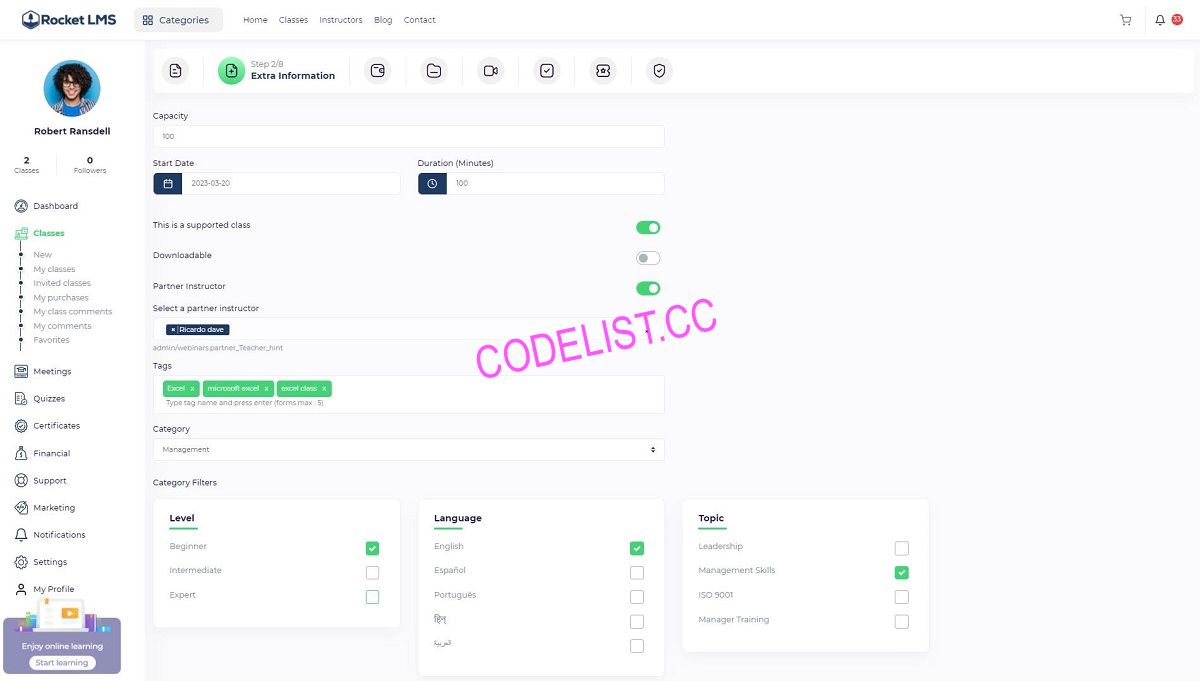 Rocket LMS
Categories
Home
Classes
Instructors
Blog
Contact
33
Robert Ransdell
2
Classes
0
Followers
Dashboard
Classes
New
My classes
Invited classes
My purchases
My class comments
My comments
Favorites
Meetings
Quizzes
Certificates
Financial
Support
Marketing
Notifications
Settings
My Profile
Enjoy online learning
Start learning
Step 2/8
Extra Information
Capacity
100
Start Date
2023-03-20
Duration (Minutes)
100
This is a supported class
Downloadable
Partner Instructor
Select a partner instructor
× Ricardo dave
admin/webinars.partner_Teacher_hint
Tags
Excel x microsoft excel x excel class x
Type tag name and press enter (forms.max : 5)
Category
Management
Category Filters
Level
Beginner
Intermediate
Expert
Language
English
Español
Português
हिन्
العربية
Topic
Leadership
Management Skills
ISO 9001
Manager Training
CODELIST.CC